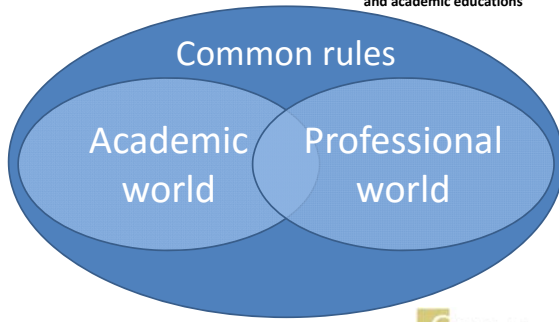 and academic educations
Common rules
Academic Professional
world world